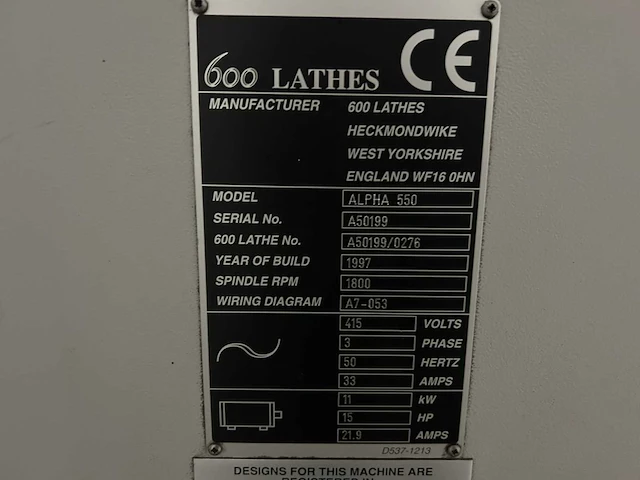 600 LATHES CE
MANUFACTURER 600 LATHES
HECKMONDWIKE
WEST YORKSHIRE
ENGLAND WF16 0HN
MODEL ALPHA 550
SERIAL No. A50199
600 LATHE No. A50199/0276
YEAR OF BUILD 1997
SPINDLE RPM 1800
WIRING DIAGRAM A7-053
415 VOLTS
3 PHASE
50 HERTZ
33 AMPS
11 kW
15 HP
21.9 AMPS
D537-1213
DESIGNS FOR THIS MACHINE ARE
REGISTERED IN